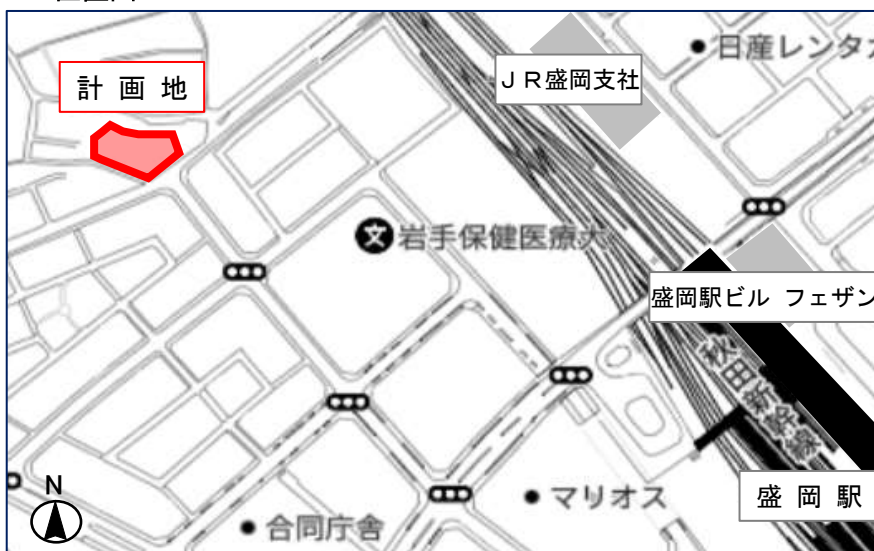 日産レンタカ
ＪＲ盛岡支社
計 画 地
文
岩手保健医療大
盛岡駅ビル フェザン
秋田新幹線
N
マリオス
盛 岡 駅
合同庁舎